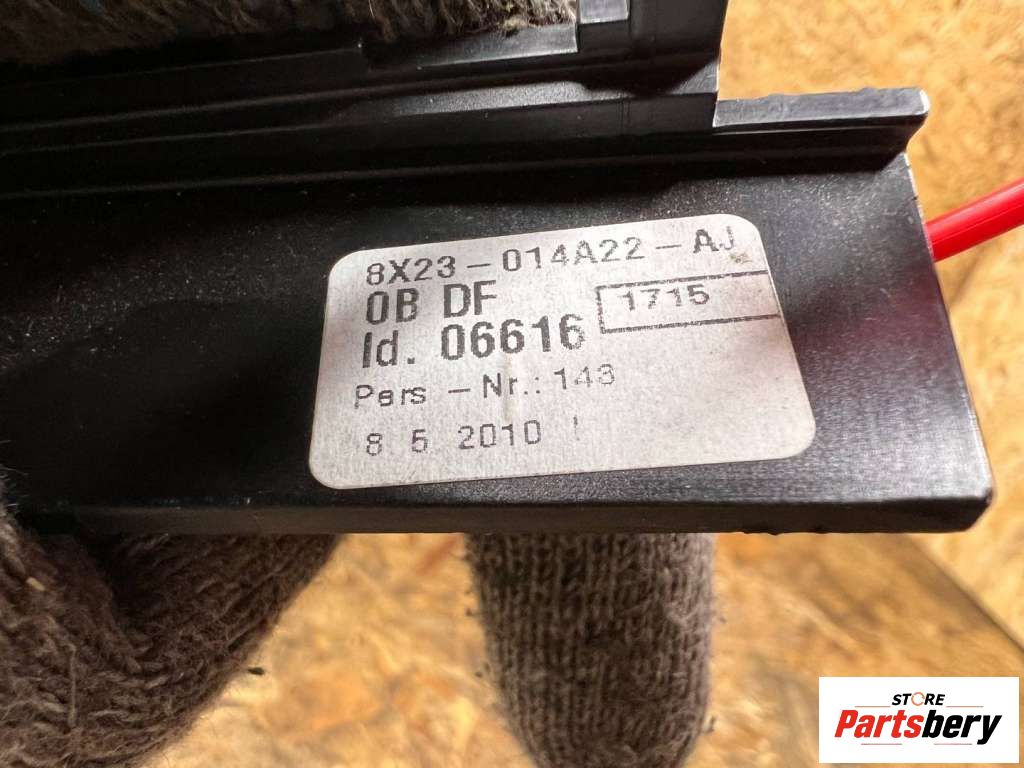 8X23-014A22-AJ
0B DF
1715
Id. 06616
Pers - Nr.: 143
8 5 2010
STORE
Partsbery